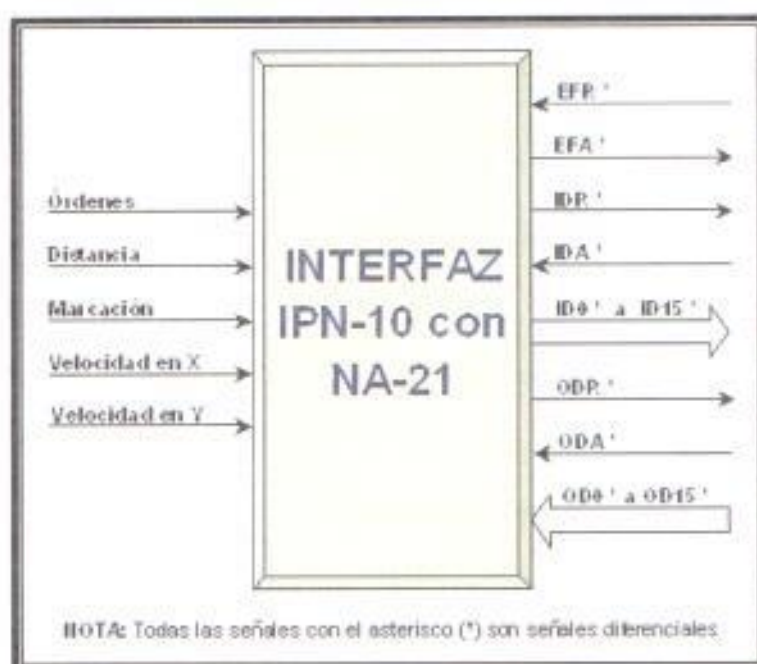 EFR *
EFA *
Órdenes
IDR *
Distancia
IDA *
INTERFAZ
IPN-10 con
NA-21
Marcación
ID0 * a ID15 *
Velocidad en X
ODR *
Velocidad en Y
ODA *
OD0 * a OD15 *
NOTA: Todas las señales con el asterisco (*) son señales diferenciales